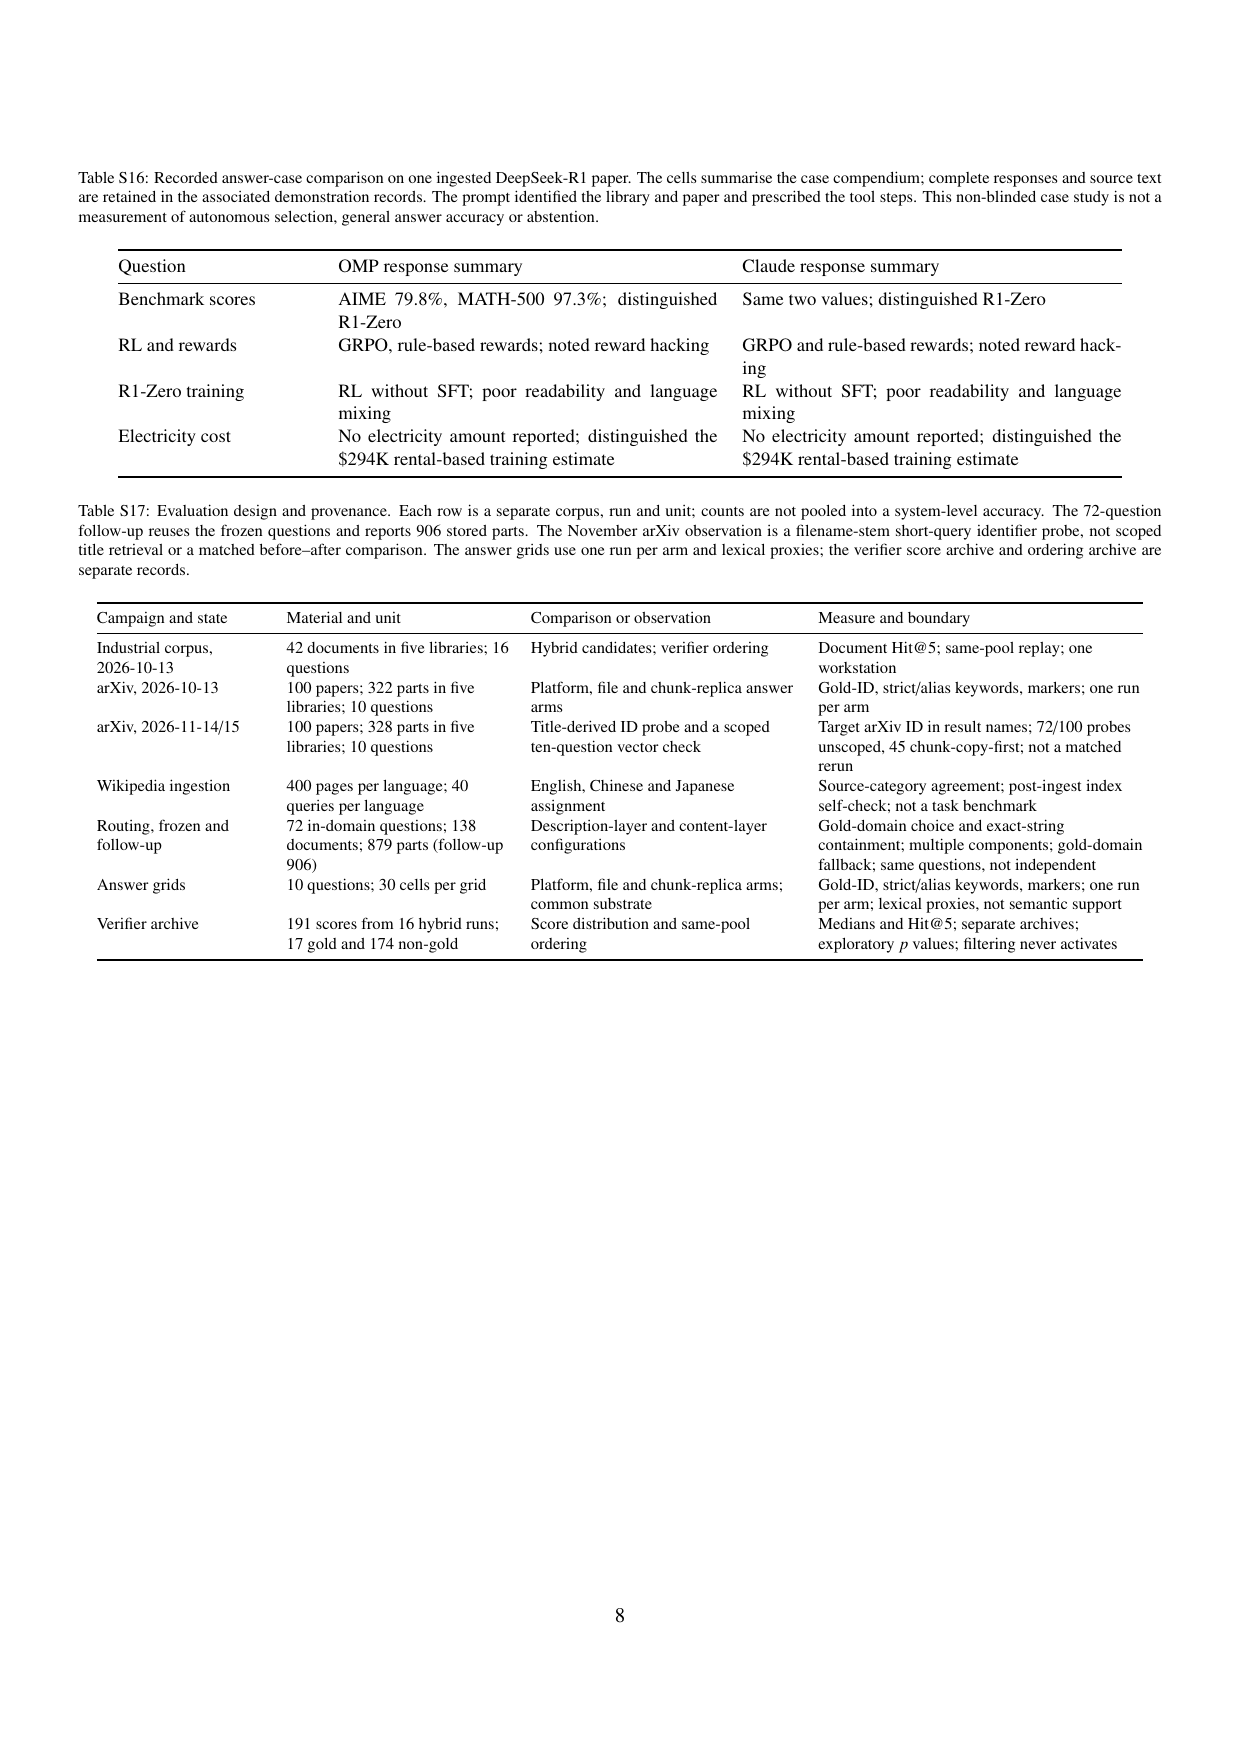 Table S16: Recorded answer-case comparison on one ingested DeepSeek-R1 paper. The cells summarise the case compendium; complete responses and source text
are retained in the associated demonstration records. The prompt identified the library and paper and prescribed the tool steps. This non-blinded case study is not a
measurement of autonomous selection, general answer accuracy or abstention.
Question OMP response summary Claude response summary
Benchmark scores AIME 79.8%, MATH-500 97.3%; distinguished Same two values; distinguished R1-Zero
R1-Zero
RL and rewards GRPO, rule-based rewards; noted reward hacking GRPO and rule-based rewards; noted reward hack-
ing
R1-Zero training RL without SFT; poor readability and language RL without SFT; poor readability and language
mixing mixing
Electricity cost No electricity amount reported; distinguished the No electricity amount reported; distinguished the
$294K rental-based training estimate $294K rental-based training estimate
Table S17: Evaluation design and provenance. Each row is a separate corpus, run and unit; counts are not pooled into a system-level accuracy. The 72-question
follow-up reuses the frozen questions and reports 906 stored parts. The November arXiv observation is a filename-stem short-query identifier probe, not scoped
title retrieval or a matched before–after comparison. The answer grids use one run per arm and lexical proxies; the verifier score archive and ordering archive are
separate records.
Campaign and state Material and unit Comparison or observation Measure and boundary
Industrial corpus, 42 documents in five libraries; 16 Hybrid candidates; verifier ordering Document Hit@5; same-pool replay; one
2026-10-13 questions workstation
arXiv, 2026-10-13 100 papers; 322 parts in five Platform, file and chunk-replica answer Gold-ID, strict/alias keywords, markers; one run
libraries; 10 questions arms per arm
arXiv, 2026-11-14/15 100 papers; 328 parts in five Title-derived ID probe and a scoped Target arXiv ID in result names; 72/100 probes
libraries; 10 questions ten-question vector check unscoped, 45 chunk-copy-first; not a matched
rerun
Wikipedia ingestion 400 pages per language; 40 English, Chinese and Japanese Source-category agreement; post-ingest index
queries per language assignment self-check; not a task benchmark
Routing, frozen and 72 in-domain questions; 138 Description-layer and content-layer Gold-domain choice and exact-string
follow-up documents; 879 parts (follow-up configurations containment; multiple components; gold-domain
906) fallback; same questions, not independent
Answer grids 10 questions; 30 cells per grid Platform, file and chunk-replica arms; Gold-ID, strict/alias keywords, markers; one run
common substrate per arm; lexical proxies, not semantic support
Verifier archive 191 scores from 16 hybrid runs; Score distribution and same-pool Medians and Hit@5; separate archives;
17 gold and 174 non-gold ordering exploratory p values; filtering never activates
8